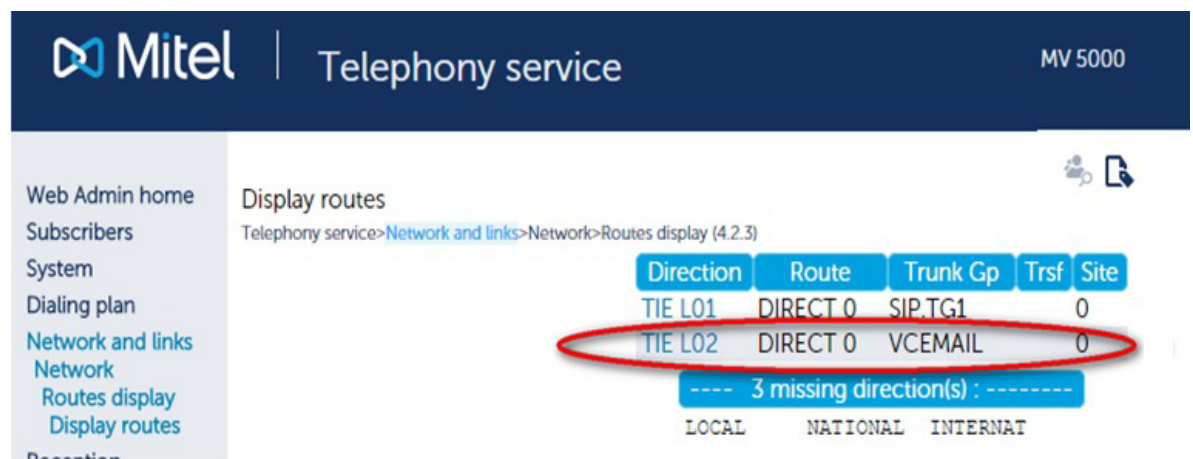 Mitel Telephony service MV 5000
Web Admin home
Subscribers
System
Dialing plan
Network and links
Network
Routes display
Display routes
Reception
Display routes
Telephony service>Network and links>Network>Routes display (4.2.3)
Direction Route Trunk Gp Trsf Site
TIE L01 DIRECT 0 SIP.TG1 0
TIE L02 DIRECT 0 VCEMAIL 0
---- 3 missing direction(s) : --------
LOCAL NATIONAL INTERNAT